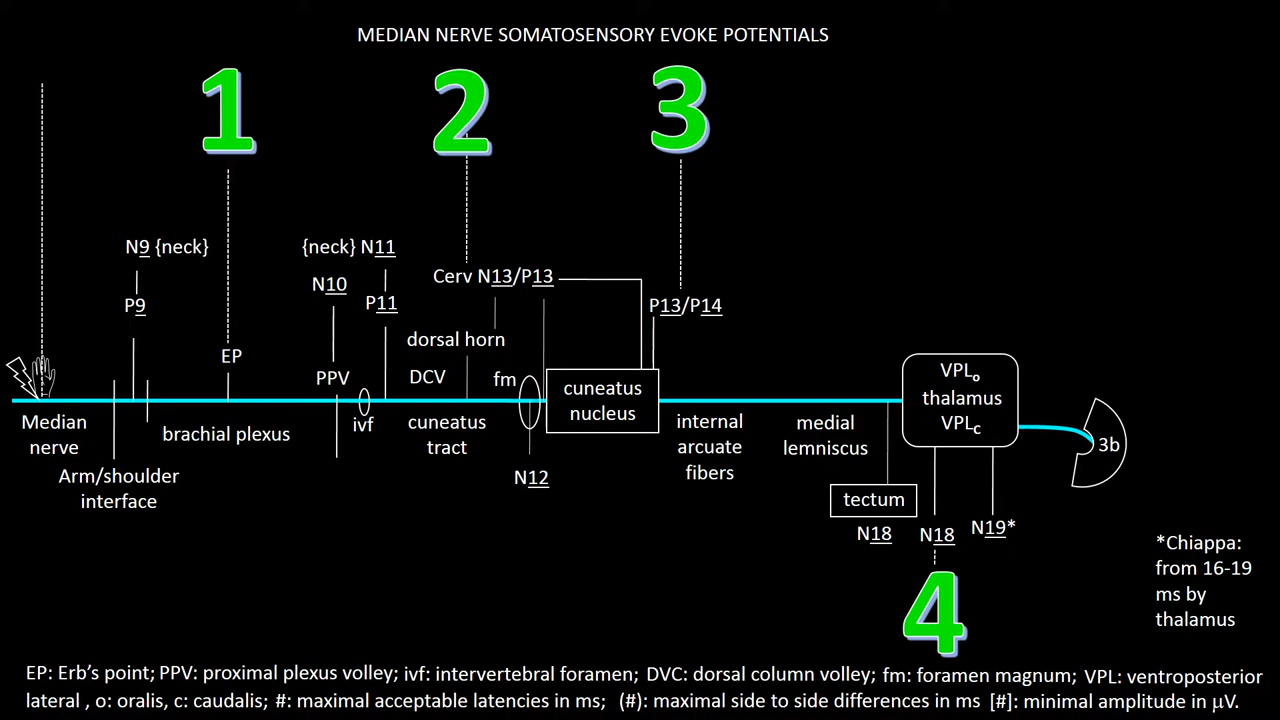 MEDIAN NERVE SOMATOSENSORY EVOKE POTENTIALS
1
2
3
N9 {neck}
{neck} N11
Cerv N13/P13
N10
P9
P11
P13/P14
dorsal horn
EP
PPV
DCV
fm
cuneatus
nucleus
VPLo
thalamus
VPLc
Median
nerve
brachial plexus
ivf
cuneatus
tract
internal
arcuate
fibers
medial
lemniscus
3b
Arm/shoulder
interface
N12
tectum
N18
N18
N19*
*Chiappa:
from 16-19
ms by
thalamus
4
EP: Erb’s point; PPV: proximal plexus volley; ivf: intervertebral foramen; DVC: dorsal column volley; fm: foramen magnum; VPL: ventroposterior
lateral , o: oralis, c: caudalis; #: maximal acceptable latencies in ms; (#): maximal side to side differences in ms [#]: minimal amplitude in μV.